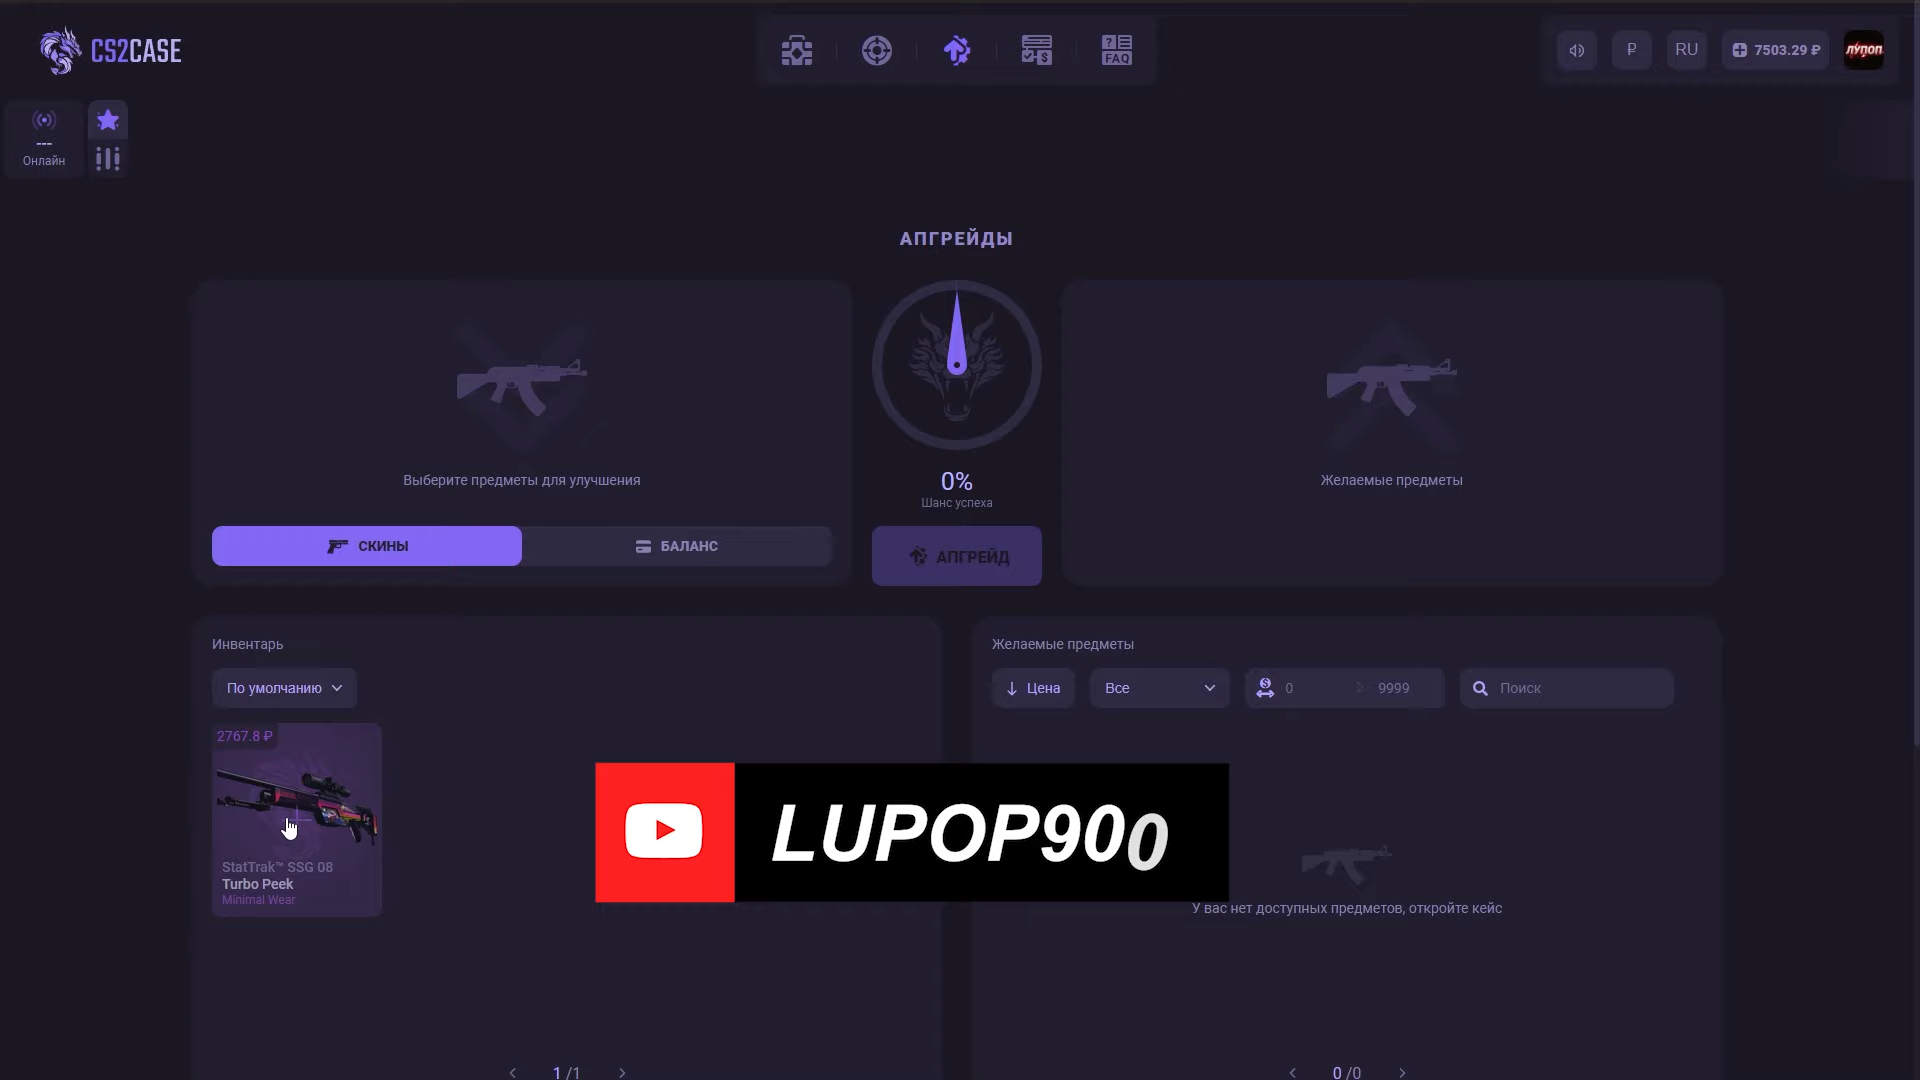 CS2CASE
FAQ
₽
RU
7503.29 ₽
ЛУПОП
---
Онлайн
АПГРЕЙДЫ
Выберите предметы для улучшения
0%
Шанс успеха
Желаемые предметы
СКИНЫ
БАЛАНС
АПГРЕЙД
Инвентарь
По умолчанию
2767.8 ₽
StatTrak™ SSG 08
Turbo Peek
Minimal Wear
1 /1
Желаемые предметы
Цена
Все
0
9999
Поиск
У вас нет доступных предметов, откройте кейс
0 /0
LUPOP900